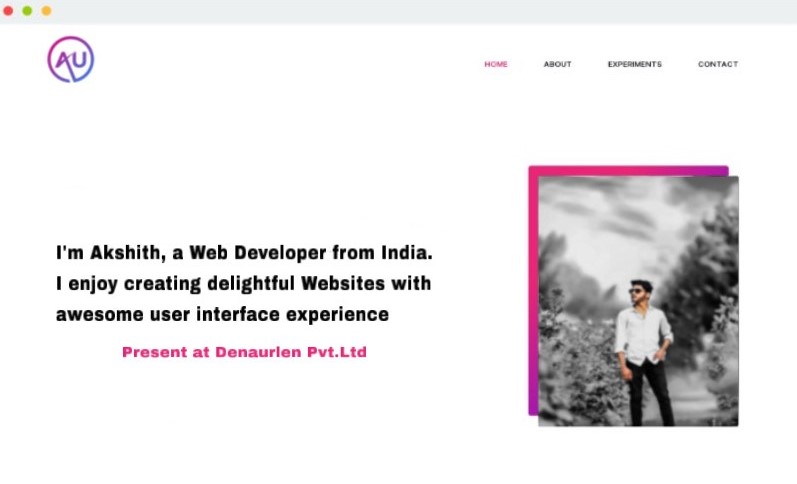 AU
HOME ABOUT EXPERIMENTS CONTACT
I'm Akshith, a Web Developer from India.
I enjoy creating delightful Websites with
awesome user interface experience
Present at Denaurlen Pvt.Ltd